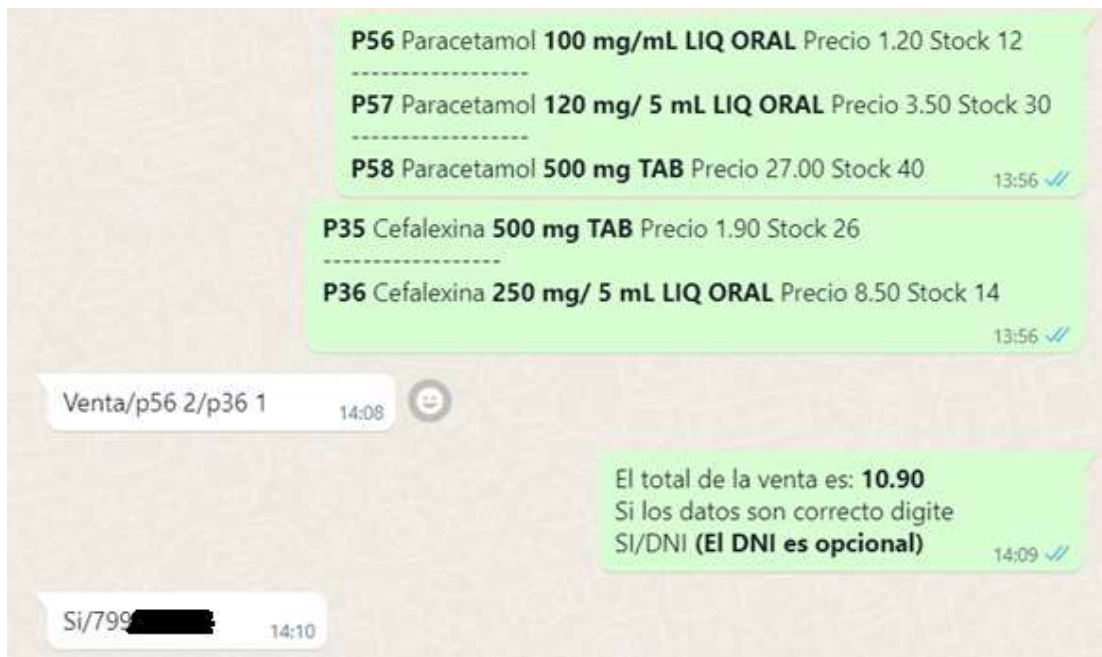 P56 Paracetamol 100 mg/mL LIQ ORAL Precio 1.20 Stock 12
------------------
P57 Paracetamol 120 mg/ 5 mL LIQ ORAL Precio 3.50 Stock 30
------------------
P58 Paracetamol 500 mg TAB Precio 27.00 Stock 40
13:56
P35 Cefalexina 500 mg TAB Precio 1.90 Stock 26
------------------
P36 Cefalexina 250 mg/ 5 mL LIQ ORAL Precio 8.50 Stock 14
13:56
Venta/p56 2/p36 1
14:08
El total de la venta es: 10.90
Si los datos son correcto digite
SI/DNI (El DNI es opcional)
14:09
Si/799
14:10